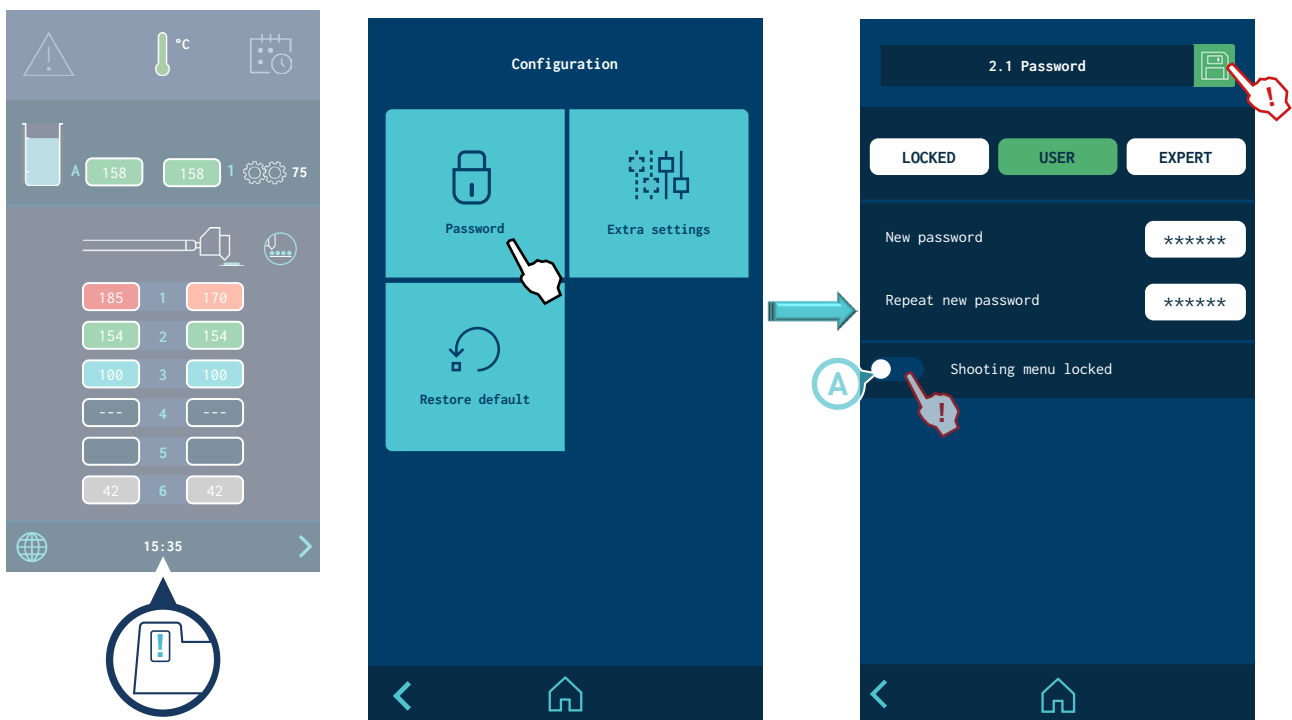 °C
A 158 158 1 75
185 1 170
154 2 154
100 3 100
--- 4 ---
5
42 6 42
15:35
!
Configuration
Password
Extra settings
Restore default
2.1 Password
!
LOCKED USER EXPERT
New password ******
Repeat new password ******
A Shooting menu locked
!